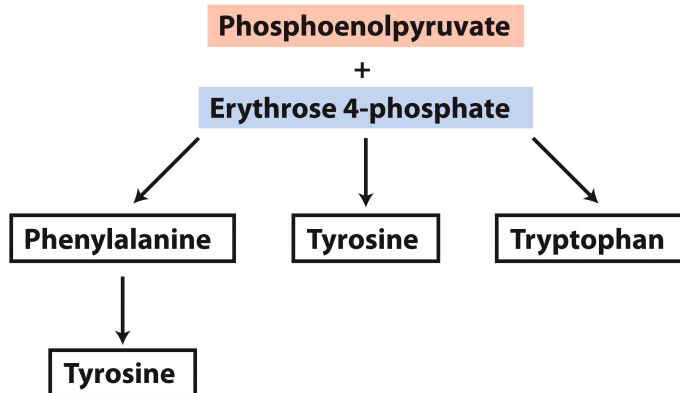 Phosphoenolpyruvate
+
Erythrose 4-phosphate
Phenylalanine
Tyrosine
Tryptophan
Tyrosine